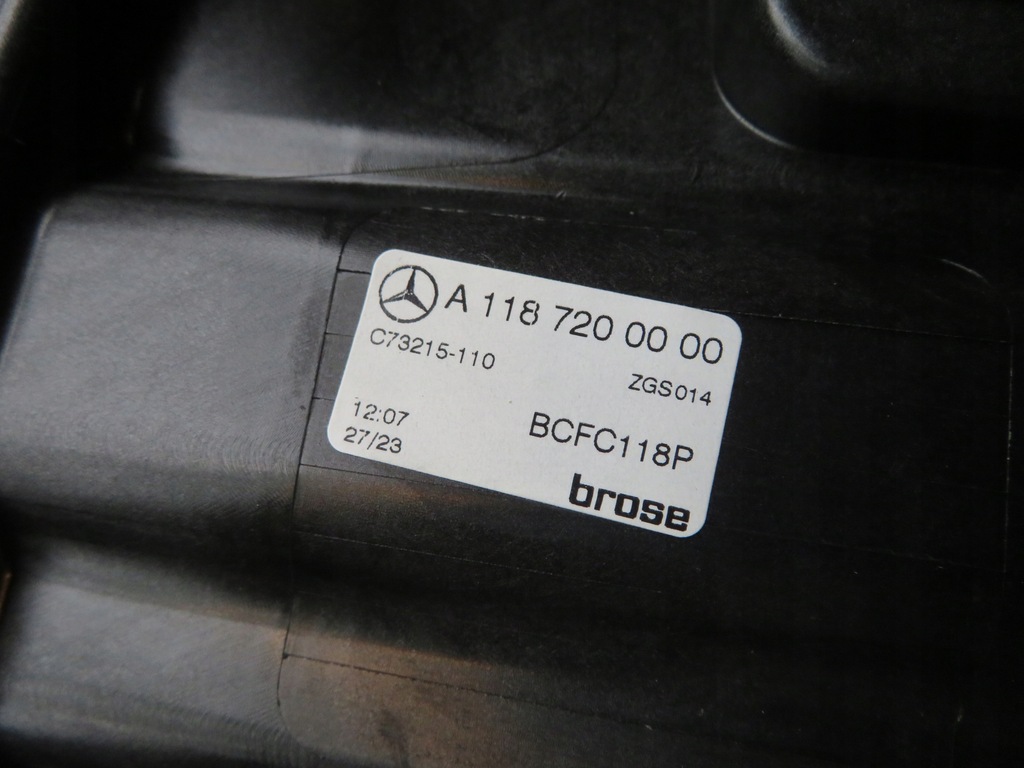 A 118 720 00 00
C73215-110
ZGS014
12:07
BCFC118P
27/23
brose